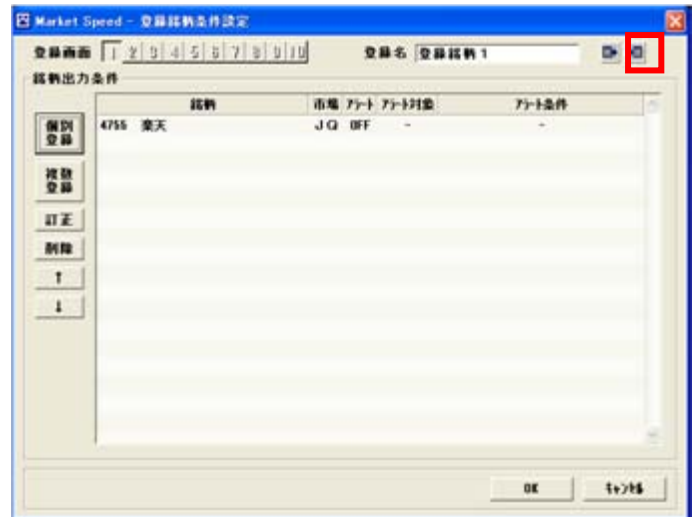 Market Speed - 登録銘柄条件設定
登録画面 1 2 3 4 5 6 7 8 9 10 登録名 登録銘柄 1
銘柄出力条件
銘柄 市場 ｱﾗｰﾄ ｱﾗｰﾄ対象 ｱﾗｰﾄ条件
4755 楽天 JQ OFF - -
個別
登録
複数
登録
訂正
削除
↑
↓
OK ｷｬﾝｾﾙ